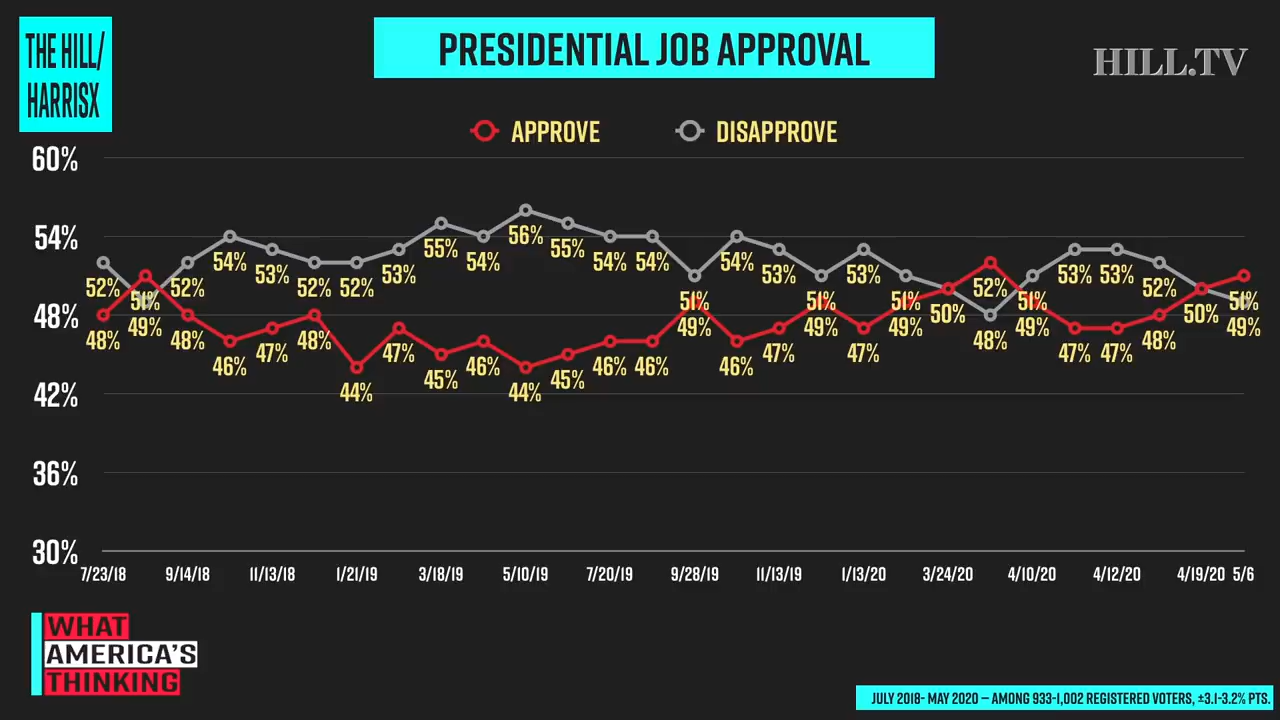 THE HILL/
HARRISX
PRESIDENTIAL JOB APPROVAL
HILL.TV
APPROVE DISAPPROVE
60%
54%
48%
42%
36%
30%
52% 51% 52% 54% 53% 52% 52% 53% 55% 54% 56% 55% 54% 54% 51% 54% 53% 51% 53% 51% 50% 52% 51% 53% 53% 52% 50% 51%
48% 49% 48% 46% 47% 48% 44% 47% 45% 46% 44% 45% 46% 46% 49% 46% 47% 49% 47% 49% 48% 49% 47% 47% 48% 49%
7/23/18 9/14/18 11/13/18 1/21/19 3/18/19 5/10/19 7/20/19 9/28/19 11/13/19 1/13/20 3/24/20 4/10/20 4/12/20 4/19/20 5/6
WHAT
AMERICA'S
THINKING
JULY 2018- MAY 2020 – AMONG 933-1,002 REGISTERED VOTERS, ±3.1-3.2% PTS.